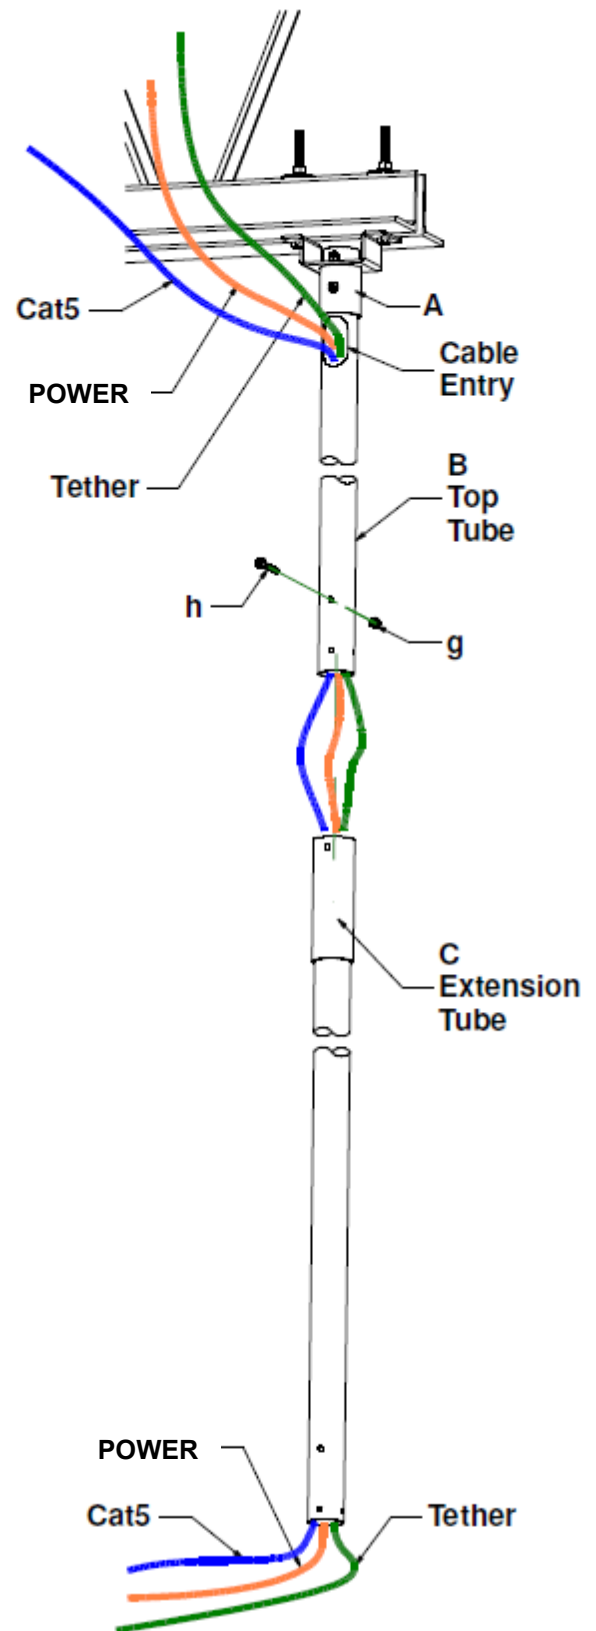 Cat5
A
Cable
Entry
POWER
Tether
B
Top
Tube
h
g
C
Extension
Tube
POWER
Cat5
Tether